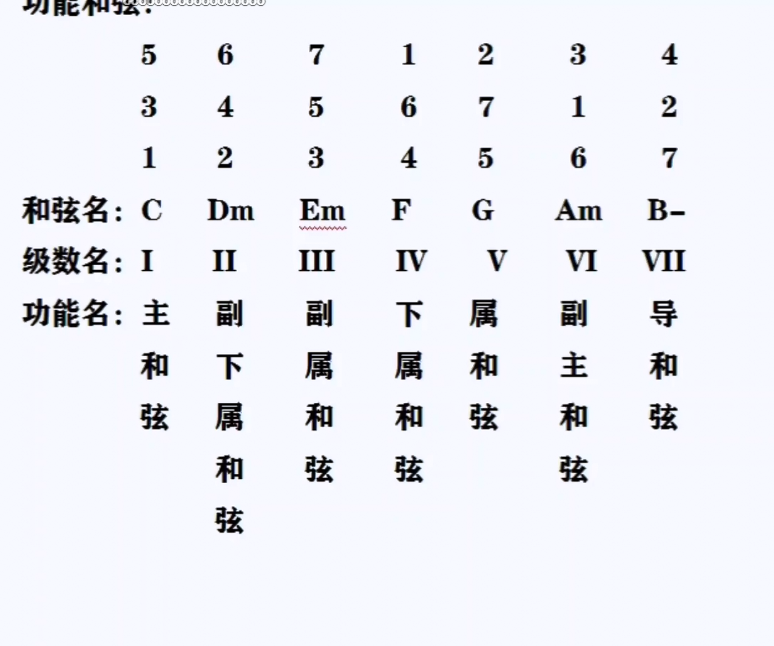 功能和弦：
5 6 7 1 2 3 4
3 4 5 6 7 1 2
1 2 3 4 5 6 7
和弦名：C Dm Em F G Am B-
级数名：I II III IV V VI VII
功能名：主 副 副 下 属 副 导
和 下 属 属 和 主 和
弦 属 和 和 弦 和 弦
和 弦 弦 弦
弦